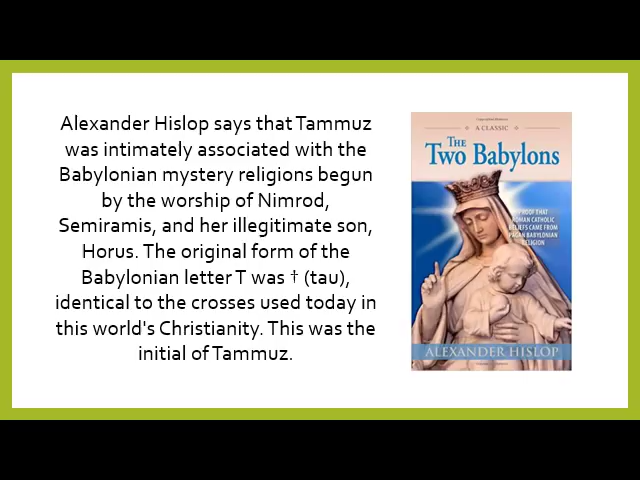 Alexander Hislop says that Tammuz
was intimately associated with the
Babylonian mystery religions begun
by the worship of Nimrod,
Semiramis, and her illegitimate son,
Horus. The original form of the
Babylonian letter T was † (tau),
identical to the crosses used today in
this world's Christianity. This was the
initial of Tammuz.
A CLASSIC
THE
Two Babylons
PROOF THAT
ROMAN CATHOLIC
BELIEFS CAME FROM
PAGAN BABYLONIAN
RELIGION
ALEXANDER HISLOP